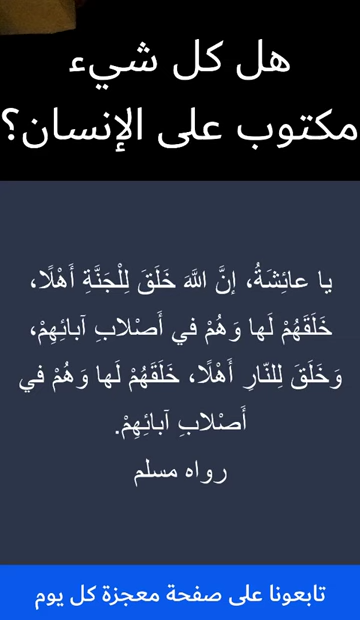 هل كل شيء
مكتوب على الإنسان؟
يا عائِشَةُ، إنَّ اللَّهَ خَلَقَ لِلْجَنَّةِ أَهْلًا،
خَلَقَهُمْ لَها وَهُمْ في أَصْلابِ آبائِهِمْ،
وَخَلَقَ لِلنّارِ أَهْلًا، خَلَقَهُمْ لَها وَهُمْ في
أَصْلابِ آبائِهِمْ.
رواه مسلم
تابعونا على صفحة معجزة كل يوم